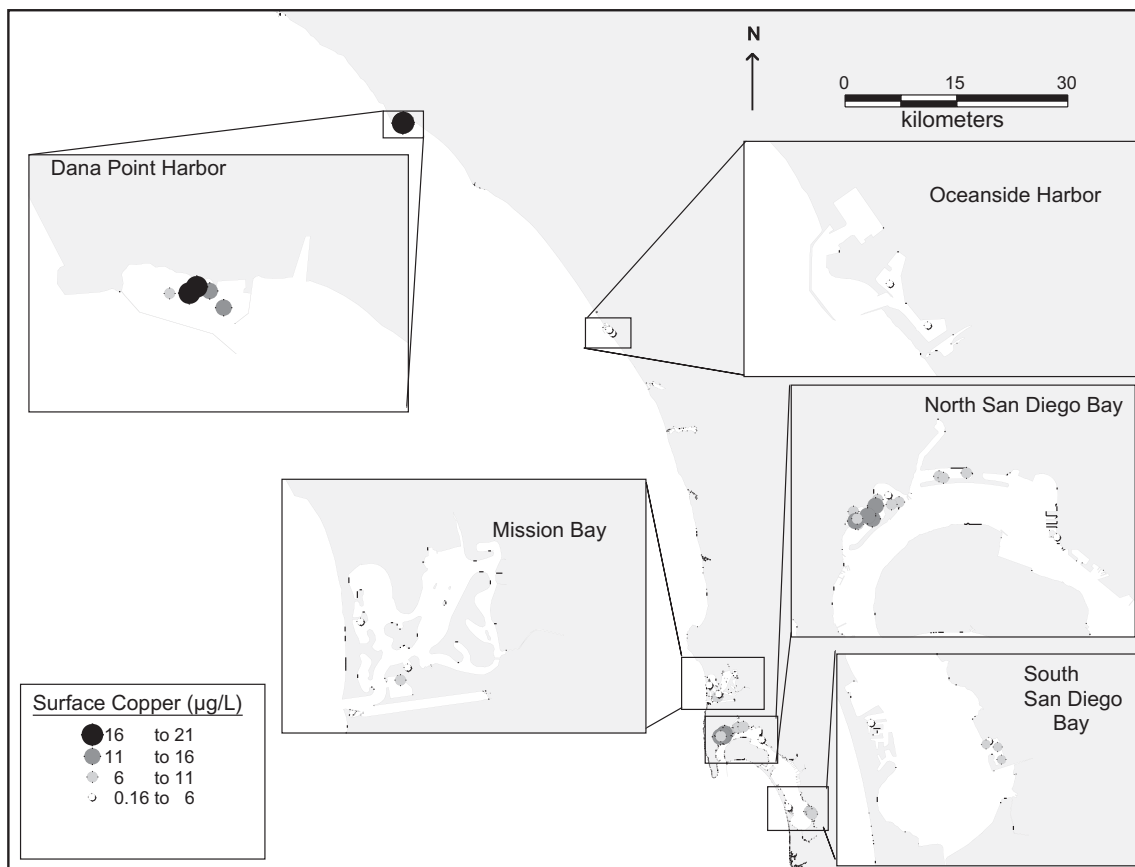 N
0 15 30
kilometers
Dana Point Harbor
Oceanside Harbor
North San Diego Bay
Mission Bay
South
San Diego
Bay
Surface Copper (µg/L)
16 to 21
11 to 16
6 to 11
0.16 to 6